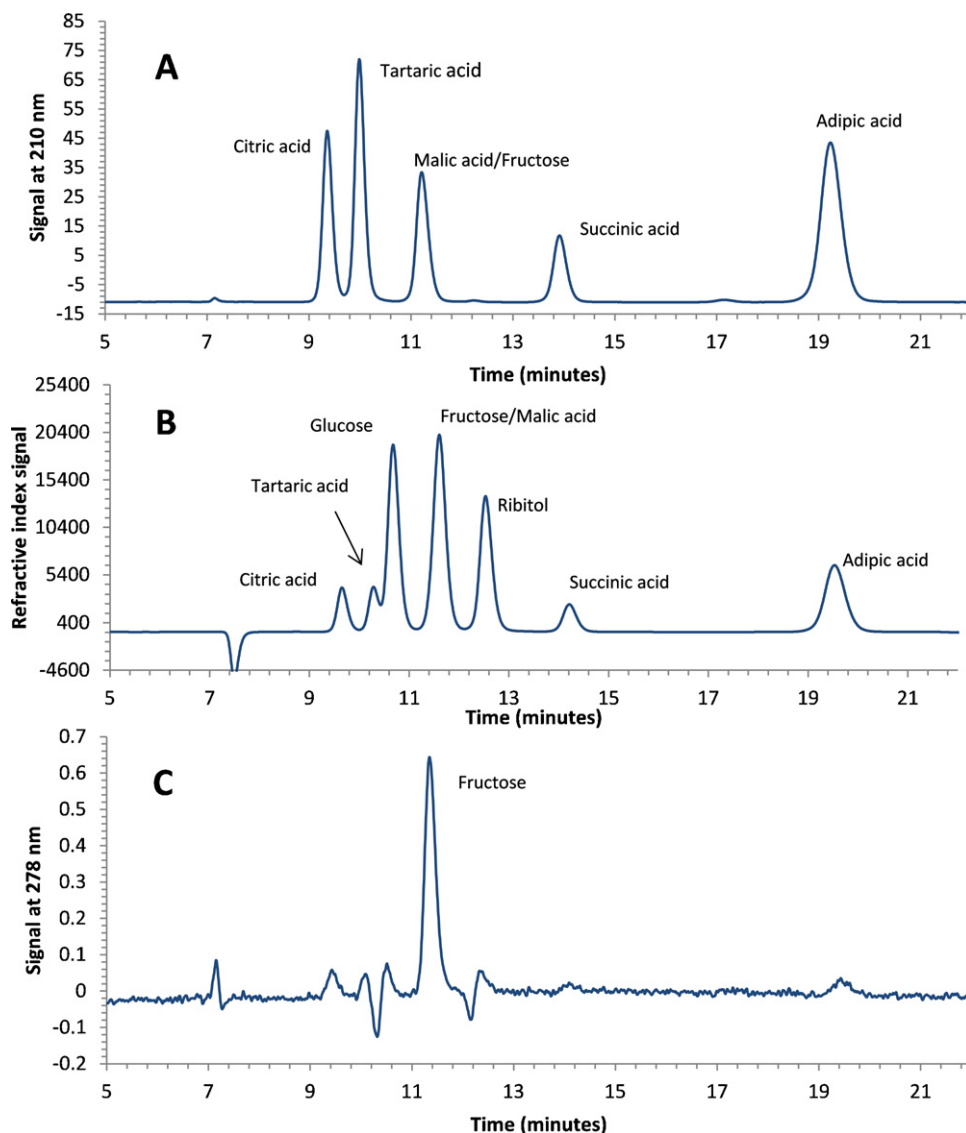 85
75
65
55
45
35
25
15
5
-5
-15
Signal at 210 nm
A
Tartaric acid
Citric acid
Malic acid/Fructose
Succinic acid
Adipic acid
5 7 9 11 13 15 17 19 21
Time (minutes)
25400
20400
15400
10400
5400
400
-4600
Refractive index signal
B
Glucose
Fructose/Malic acid
Tartaric acid
Ribitol
Citric acid
Succinic acid
Adipic acid
5 7 9 11 13 15 17 19 21
Time (minutes)
0.7
0.6
0.5
0.4
0.3
0.2
0.1
0
-0.1
-0.2
Signal at 278 nm
C
Fructose
5 7 9 11 13 15 17 19 21
Time (minutes)